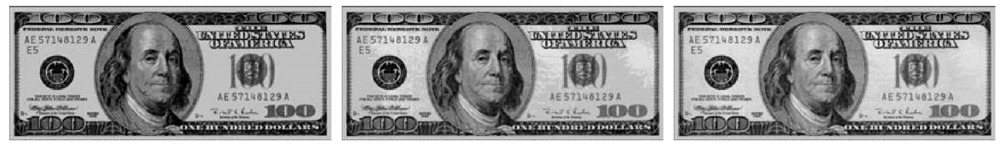 100 100
FEDERAL RESERVE NOTE
THE
UNITED STATES
OF AMERICA
AE 57148129 A
E5
100
AE 57148129 A
100
100
ONE HUNDRED DOLLARS
100 100
FEDERAL RESERVE NOTE
THE
UNITED STATES
OF AMERICA
AE 57148129 A
E5
100
AE 57148129 A
100
100
ONE HUNDRED DOLLARS
100 100
FEDERAL RESERVE NOTE
THE
UNITED STATES
OF AMERICA
AE 57148129 A
E5
100
AE 57148129 A
100
100
ONE HUNDRED DOLLARS